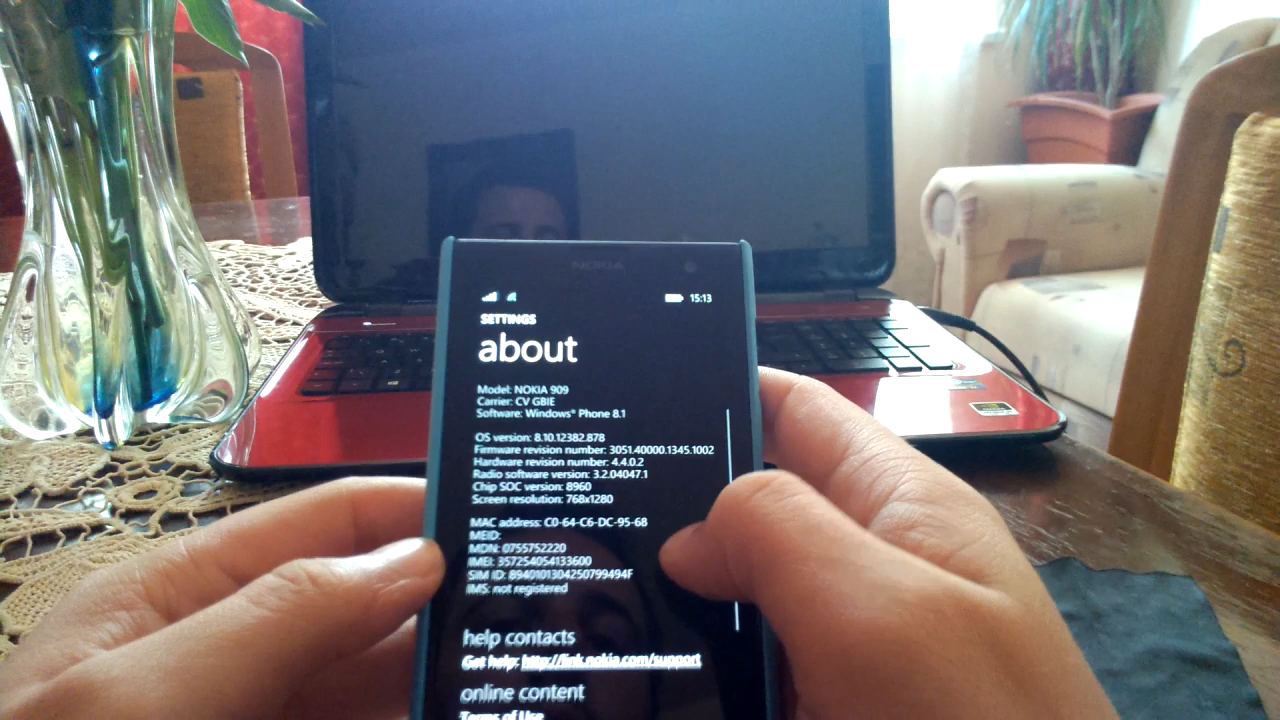 NOKIA
15:13
SETTINGS
about
Model: NOKIA 909
Carrier: CV GBIE
Software: Windows® Phone 8.1
OS version: 8.10.12382.878
Firmware revision number: 3051.40000.1345.1002
Hardware revision number: 4.4.0.2
Radio software version: 3.2.04047.1
Chip SOC version: 8960
Screen resolution: 768x1280
MAC address: C0-64-C6-DC-95-68
MEID:
MDN: 0755752220
IMEI: 357254054133600
SIM ID: 8940101304250799494F
IMS: not registered
help contacts
Get help: http://link.nokia.com/support
online content
Terms of Use